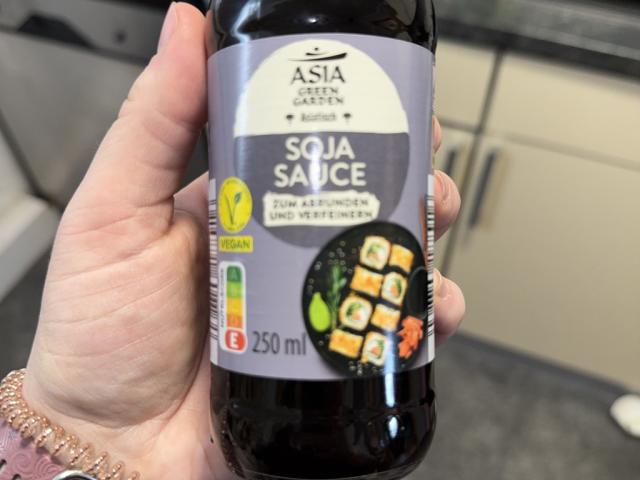 ASIA
GREEN
GARDEN
Asiatisch
SOJA
SAUCE
ZUM ABRUNDEN
UND VERFEINERN
VEGAN
E
250 ml